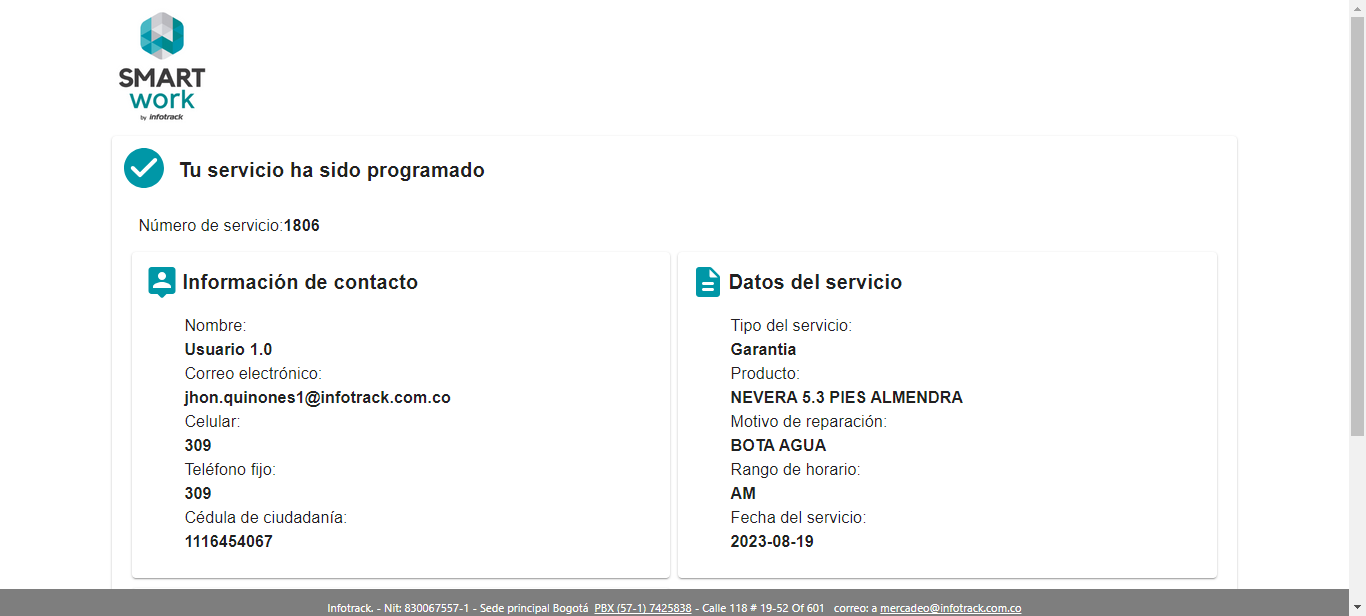 SMART
work
by infotrack
Tu servicio ha sido programado
Número de servicio:1806
Información de contacto
Nombre:
Usuario 1.0
Correo electrónico:
jhon.quinones1@infotrack.com.co
Celular:
309
Teléfono fijo:
309
Cédula de ciudadanía:
1116454067
Datos del servicio
Tipo del servicio:
Garantia
Producto:
NEVERA 5.3 PIES ALMENDRA
Motivo de reparación:
BOTA AGUA
Rango de horario:
AM
Fecha del servicio:
2023-08-19
Infotrack. - Nit: 830067557-1 - Sede principal Bogotá PBX (57-1) 7425838 - Calle 118 # 19-52 Of 601 correo: a mercadeo@infotrack.com.co